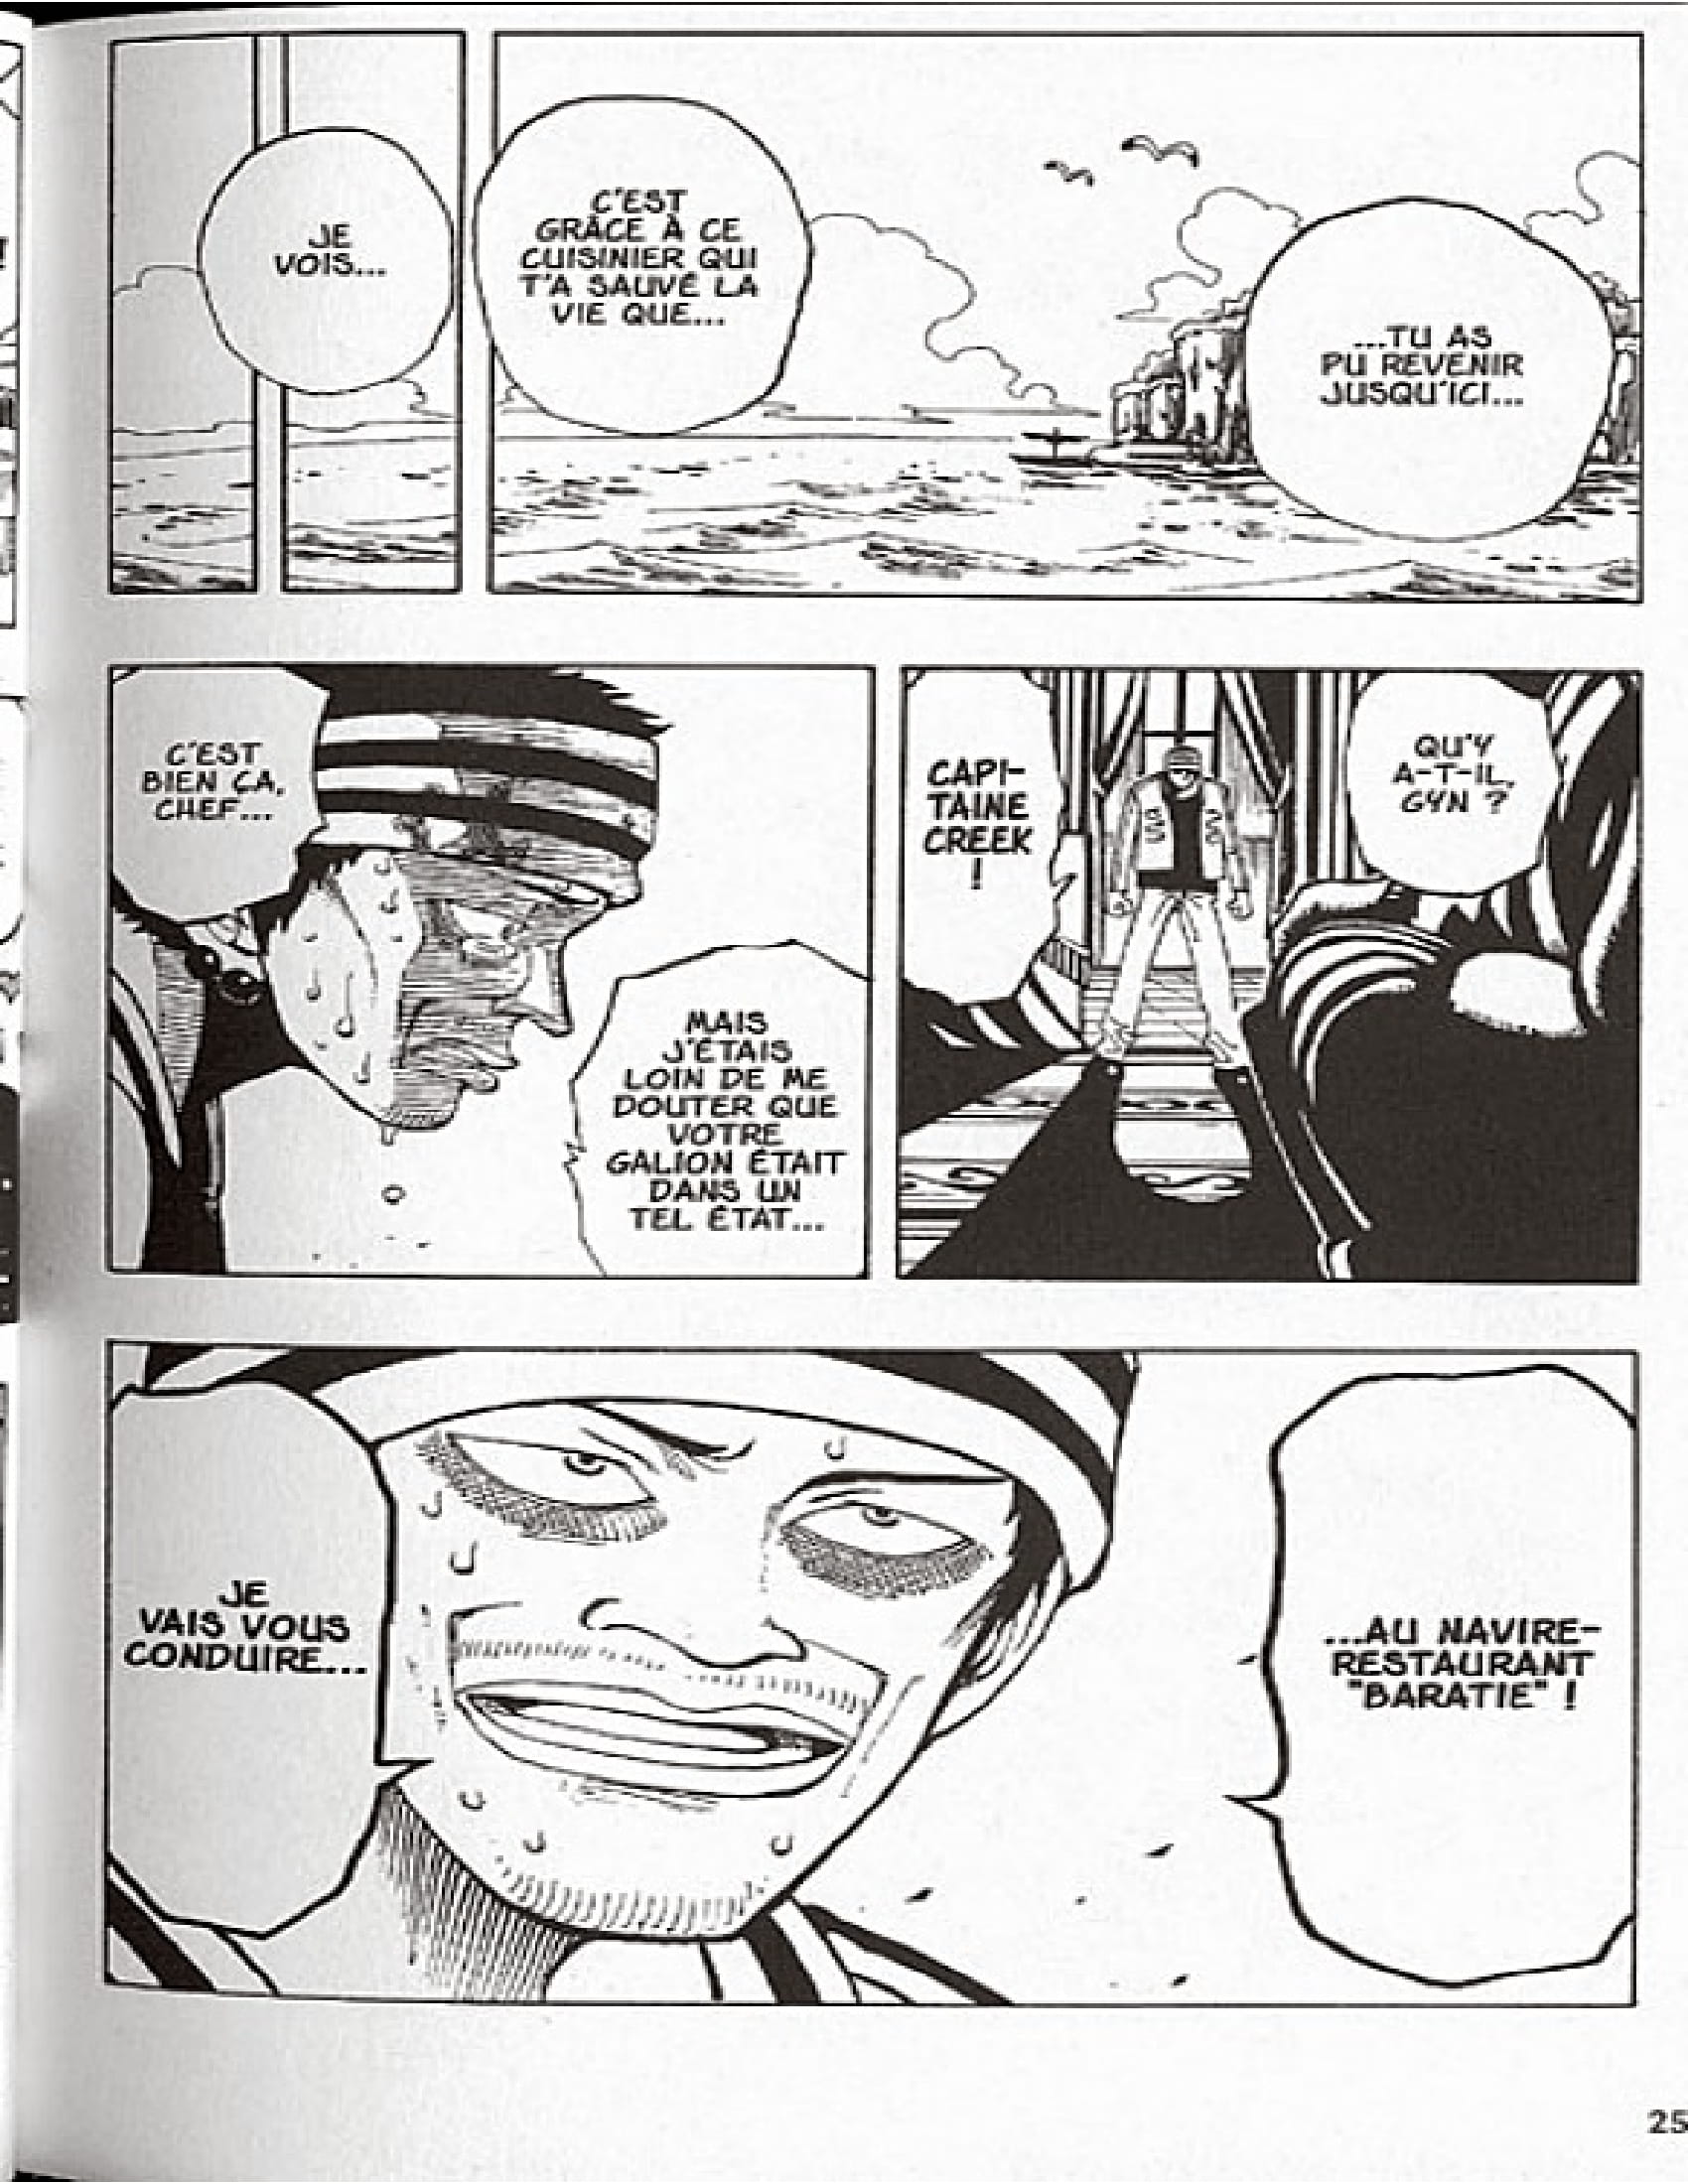 JE
VOIS...
C'EST
GRÂCE À CE
CUISINIER QUI
T'A SAUVÉ LA
VIE QUE...
...TU AS
PU REVENIR
JUSQU'ICI...
C'EST
BIEN ÇA,
CHEF...
MAIS
J'ÉTAIS
LOIN DE ME
DOUTER QUE
VOTRE
GALION ÉTAIT
DANS UN
TEL ÉTAT...
CAPI-
TAINE
CREEK
!
QU'Y
A-T-IL,
GYN ?
JE
VAIS VOUS
CONDUIRE...
...AU NAVIRE-
RESTAURANT
"BARATIE" !
25